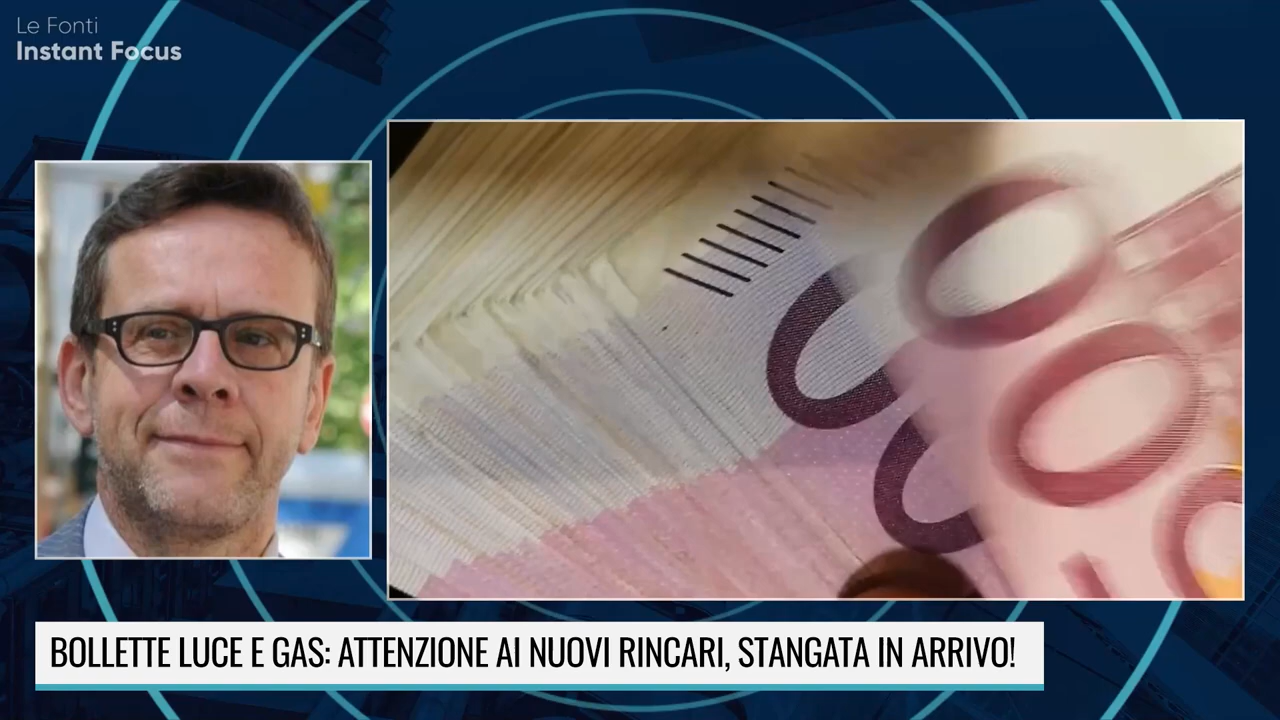 Le Fonti
Instant Focus
BOLLETTE LUCE E GAS: ATTENZIONE AI NUOVI RINCARI, STANGATA IN ARRIVO!